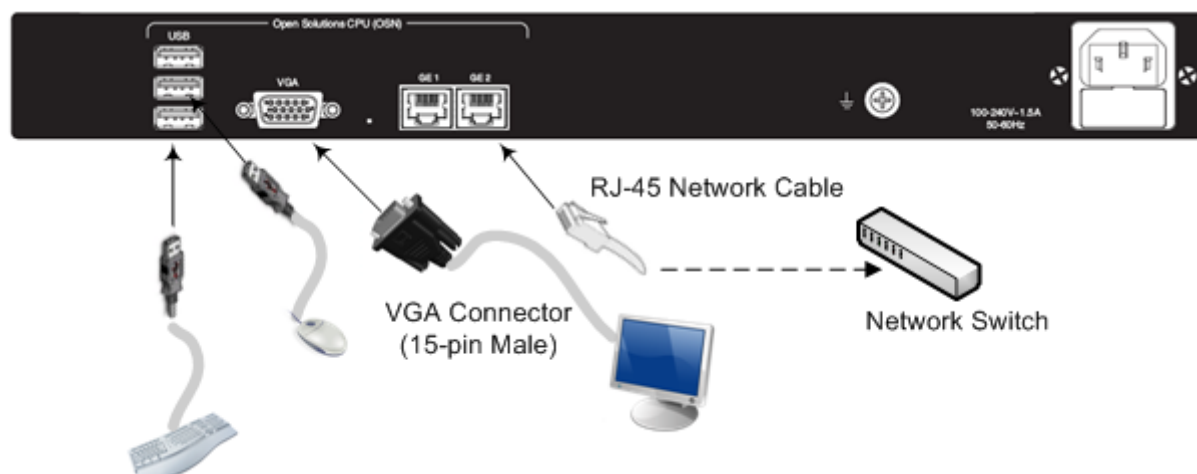 Open Solutions CPU (OSN)
USB
VGA
GE 1
GE 2
100-240V~1.5A
50-60Hz
RJ-45 Network Cable
VGA Connector
(15-pin Male)
Network Switch